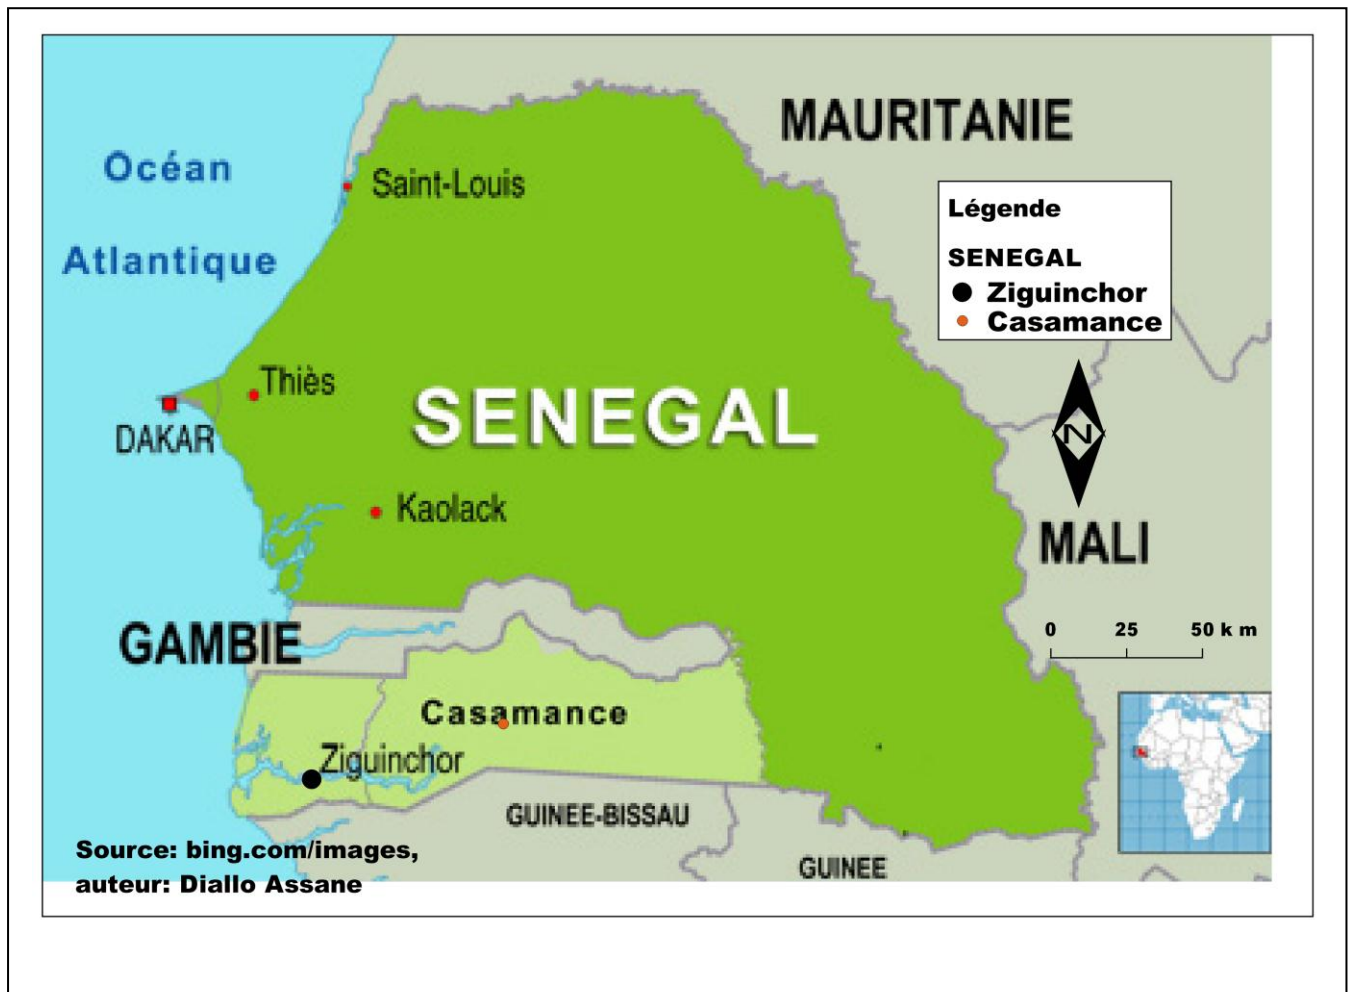 MAURITANIE
Océan
Atlantique
Saint-Louis
Légende
SENEGAL
Ziguinchor
Casamance
Thiès
DAKAR
SENEGAL
N
Kaolack
MALI
GAMBIE
0 25 50 k m
Casamance
Ziguinchor
GUINEE-BISSAU
GUINEE
Source: bing.com/images,
auteur: Diallo Assane